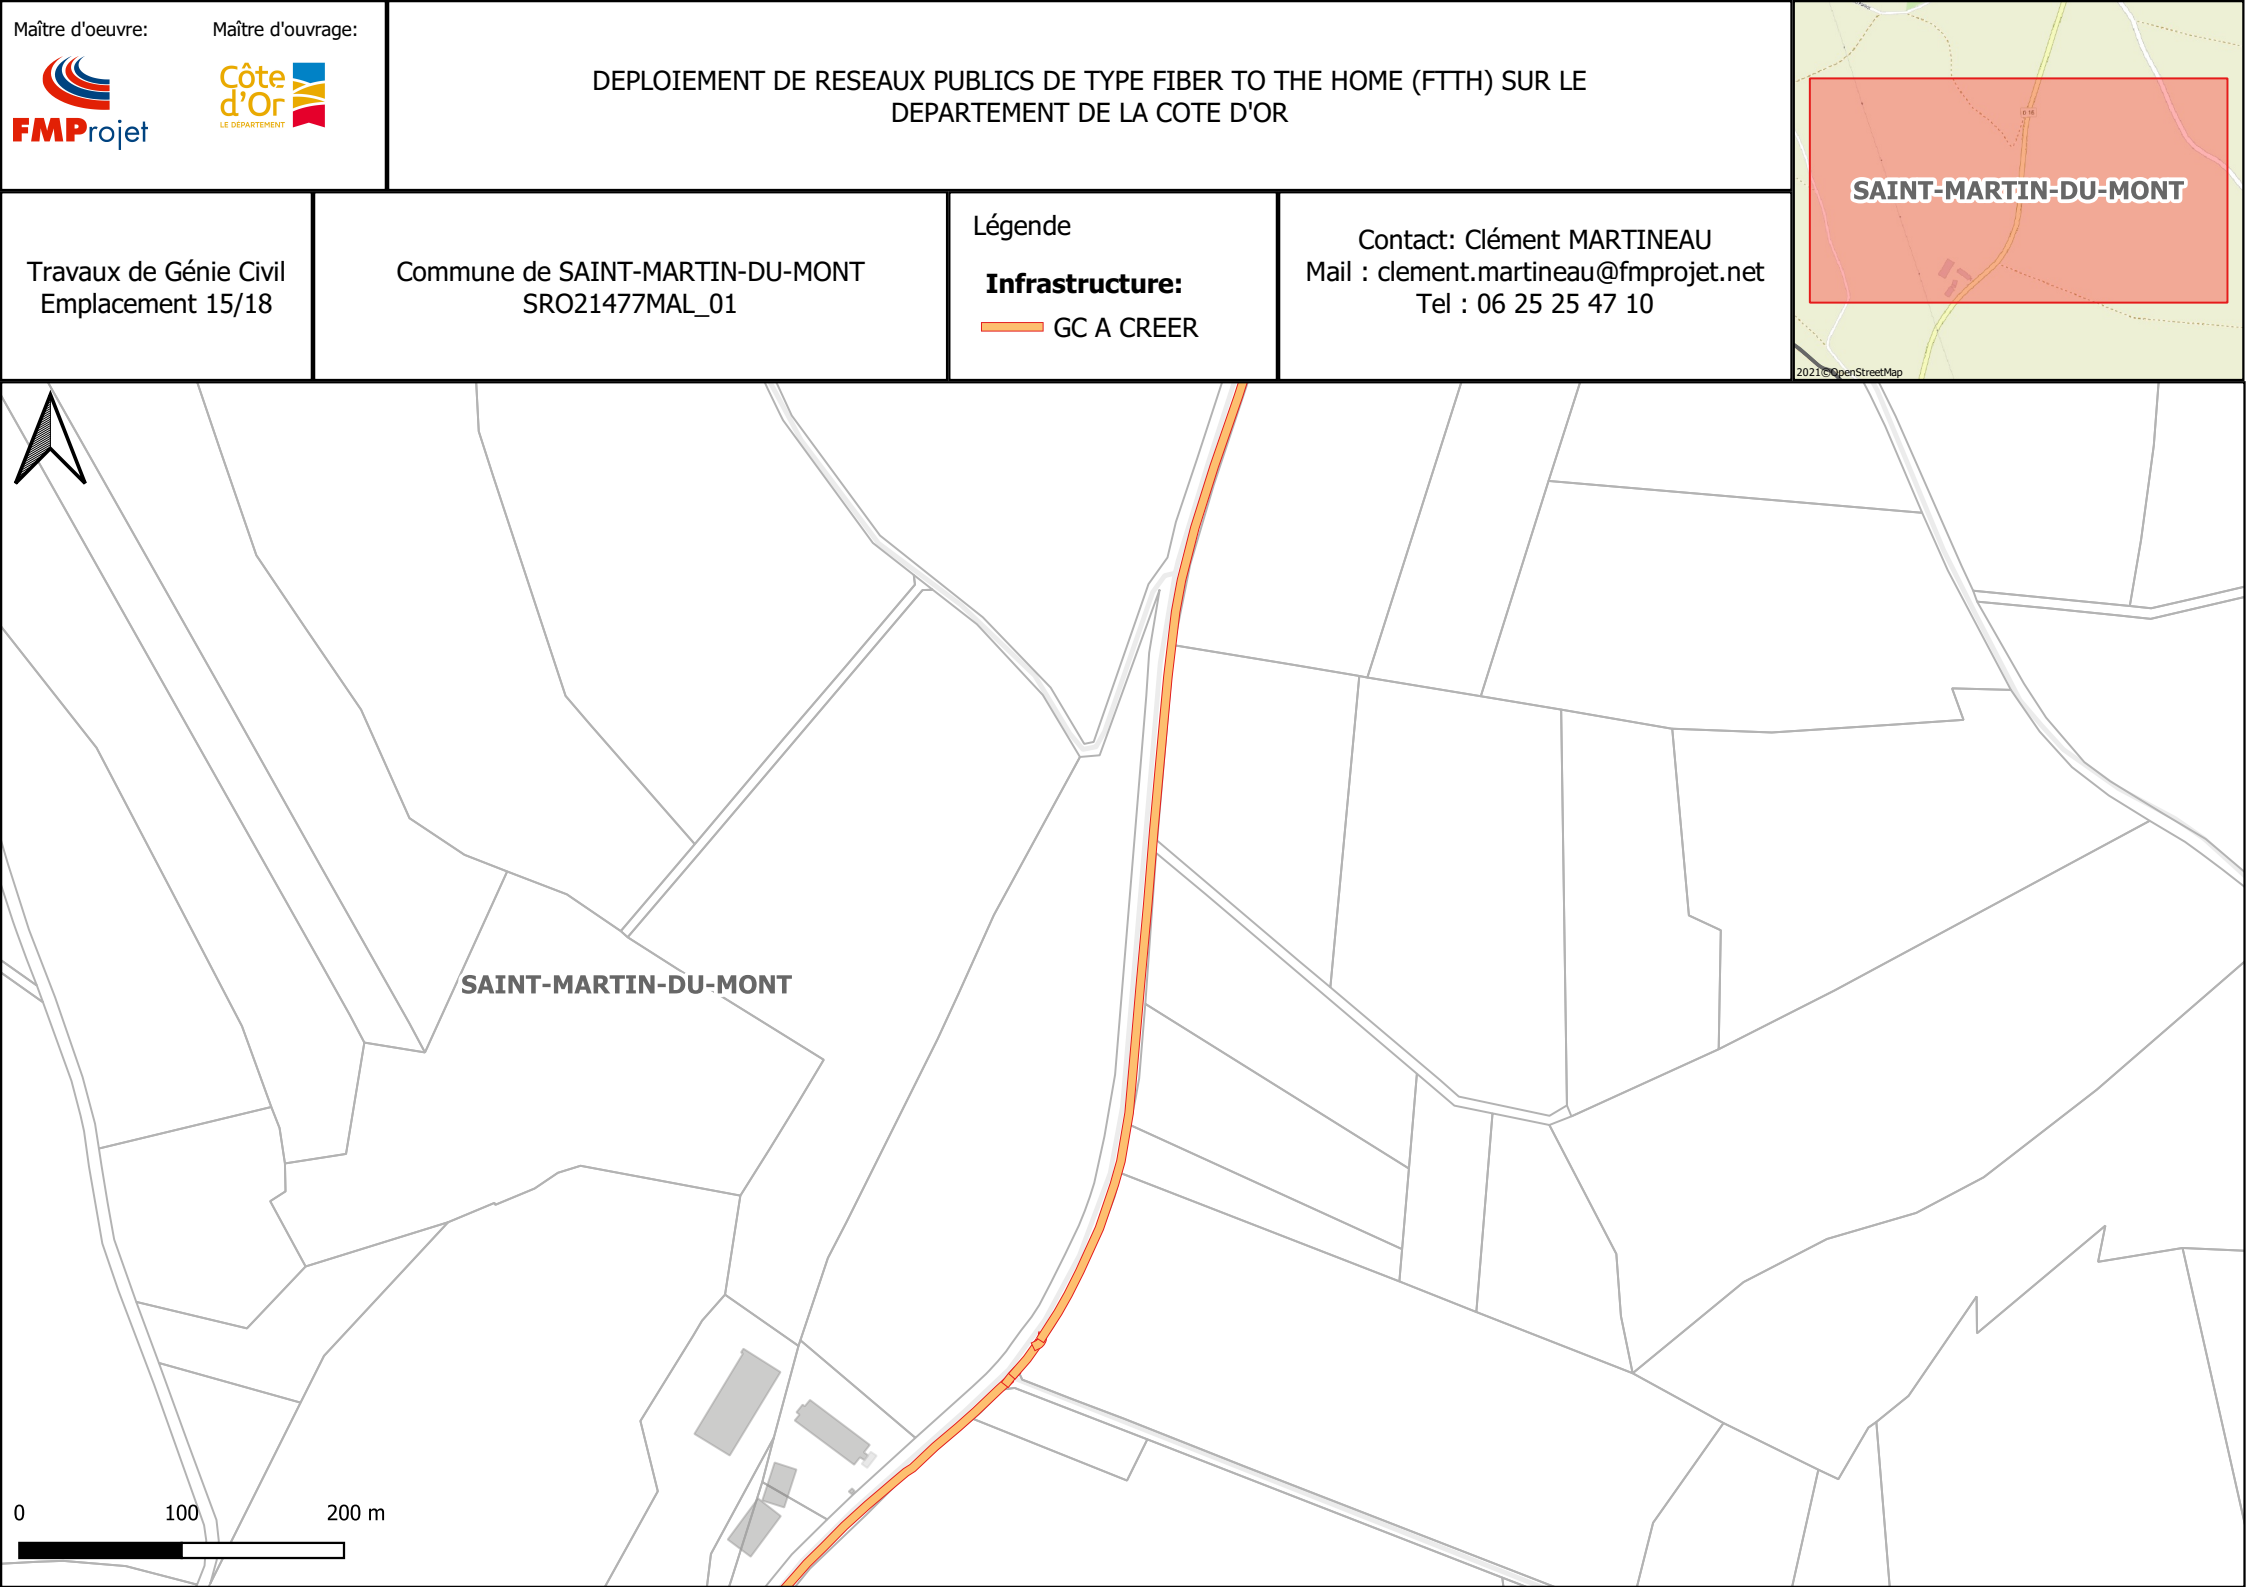 Maître d'oeuvre:
Maître d'ouvrage:
FMProjet
Côte
d'Or
LE DÉPARTEMENT
DEPLOIEMENT DE RESEAUX PUBLICS DE TYPE FIBER TO THE HOME (FTTH) SUR LE
DEPARTEMENT DE LA COTE D'OR
Travaux de Génie Civil
Emplacement 15/18
Commune de SAINT-MARTIN-DU-MONT
SRO21477MAL_01
Légende
Infrastructure:
GC A CREER
Contact: Clément MARTINEAU
Mail : clement.martineau@fmprojet.net
Tel : 06 25 25 47 10
D 16
SAINT-MARTIN-DU-MONT
2021©OpenStreetMap
SAINT-MARTIN-DU-MONT
0 100 200 m